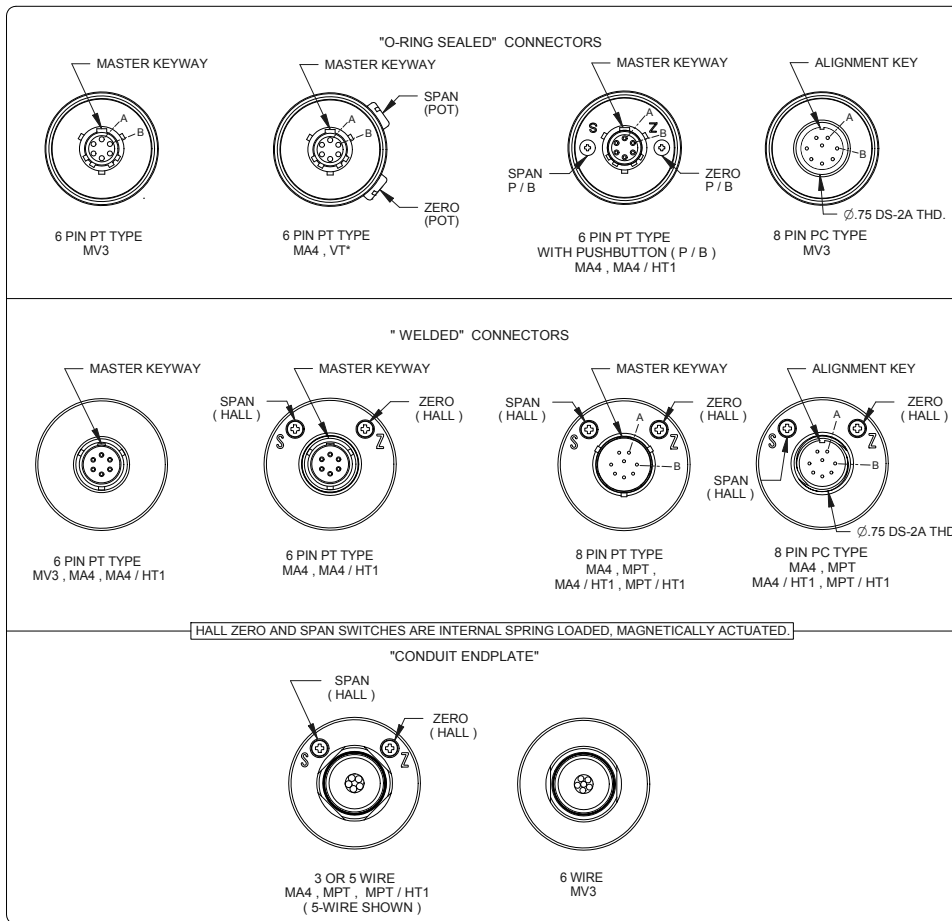 "O-RING SEALED" CONNECTORS
MASTER KEYWAY
A
B
6 PIN PT TYPE
MV3
MASTER KEYWAY
A
B
SPAN
(POT)
ZERO
(POT)
6 PIN PT TYPE
MA4 , VT*
MASTER KEYWAY
S
Z
A
B
SPAN
P / B
ZERO
P / B
6 PIN PT TYPE
WITH PUSHBUTTON ( P / B )
MA4 , MA4 / HT1
ALIGNMENT KEY
A
B
Ø.75 DS-2A THD.
8 PIN PC TYPE
MV3
" WELDED" CONNECTORS
MASTER KEYWAY
6 PIN PT TYPE
MV3 , MA4 , MA4 / HT1
MASTER KEYWAY
SPAN
( HALL )
ZERO
( HALL )
S
Z
6 PIN PT TYPE
MA4 , MA4 / HT1
MASTER KEYWAY
SPAN
( HALL )
ZERO
( HALL )
S
Z
A
B
8 PIN PT TYPE
MA4 , MPT ,
MA4 / HT1 , MPT / HT1
ALIGNMENT KEY
A
ZERO
( HALL )
S
Z
B
SPAN
( HALL )
Ø.75 DS-2A THD
8 PIN PC TYPE
MA4 , MPT
MA4 / HT1 , MPT / HT1
HALL ZERO AND SPAN SWITCHES ARE INTERNAL SPRING LOADED, MAGNETICALLY ACTUATED.
"CONDUIT ENDPLATE"
SPAN
( HALL )
ZERO
( HALL )
S
Z
3 OR 5 WIRE
MA4 , MPT , MPT / HT1
( 5-WIRE SHOWN )
6 WIRE
MV3